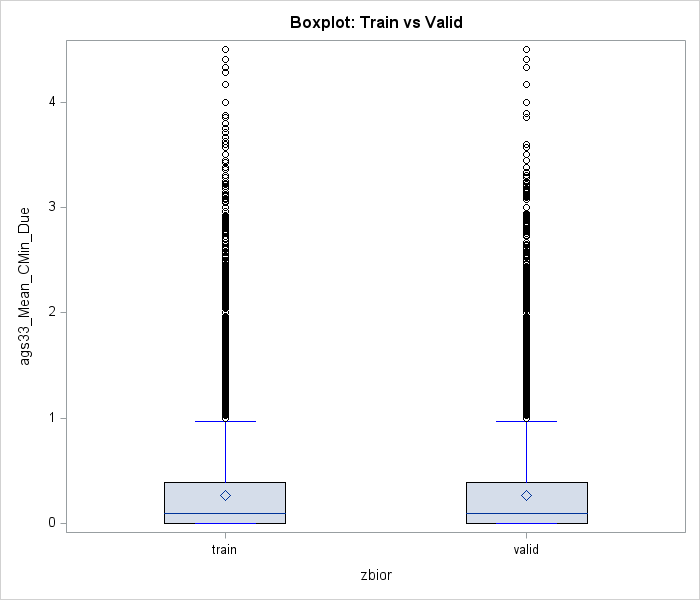 Boxplot: Train vs Valid
ags33_Mean_CMin_Due
4
3
2
1
0
train valid
zbior